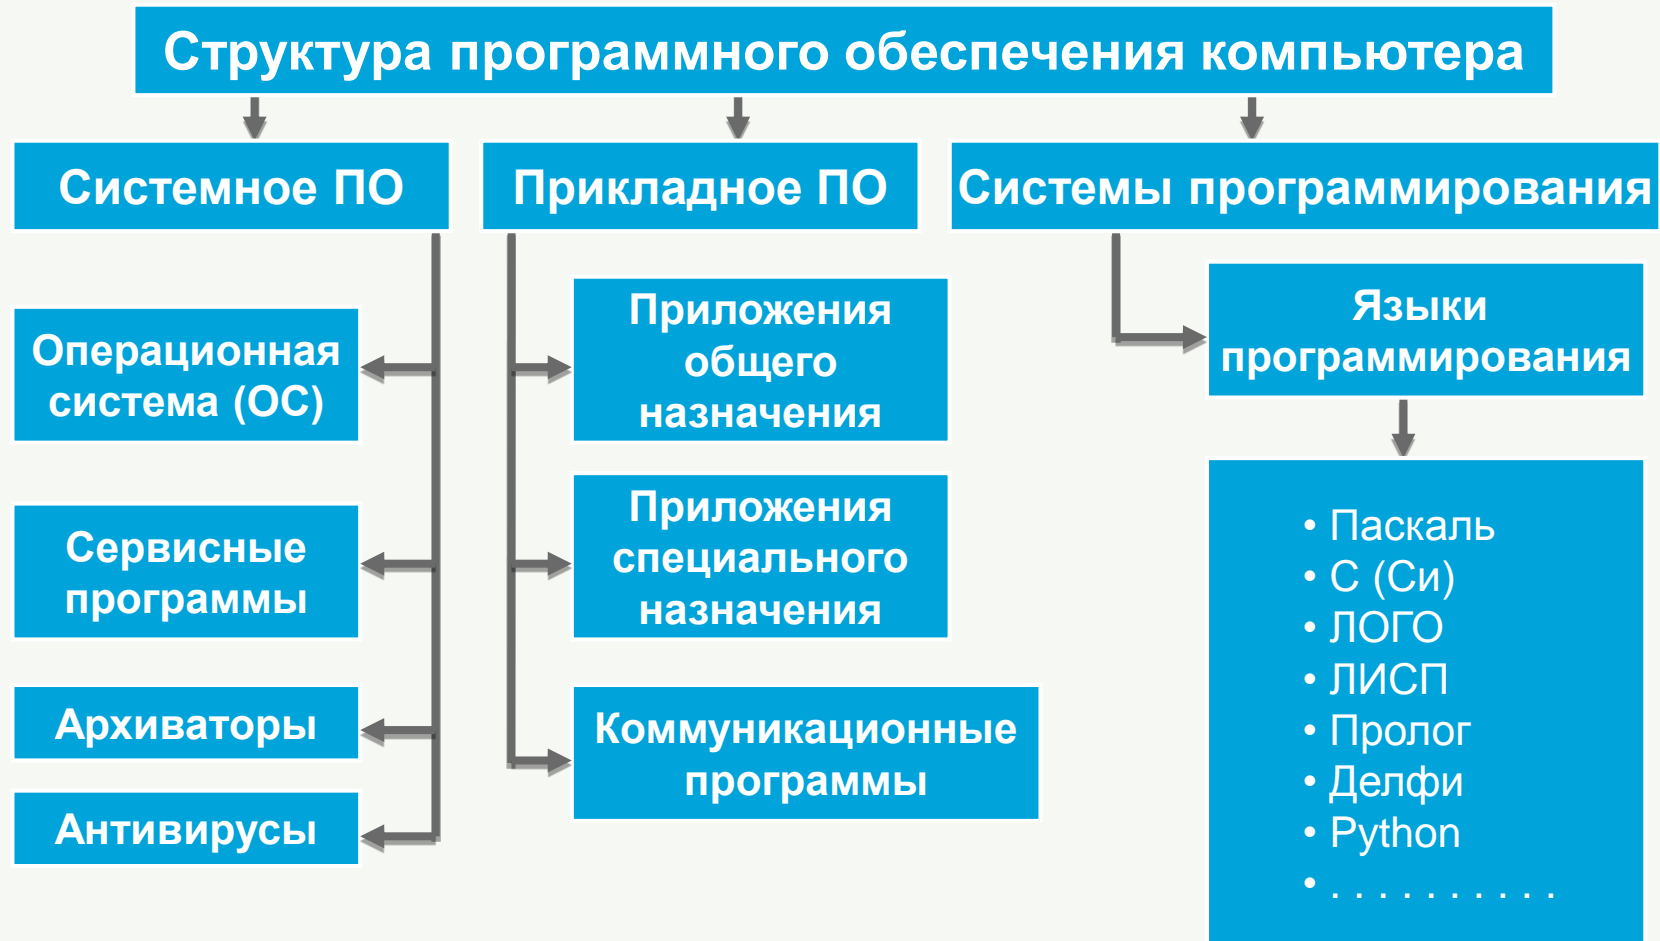 Структура программного обеспечения компьютера
Системное ПО
Операционная
система (ОС)
Сервисные
программы
Архиваторы
Антивирусы
Прикладное ПО
Приложения
общего
назначения
Приложения
специального
назначения
Коммуникационные
программы
Системы программирования
Языки
программирования
• Паскаль
• С (Си)
• ЛОГО
• ЛИСП
• Пролог
• Делфи
• Python
• . . . . . . . . . .